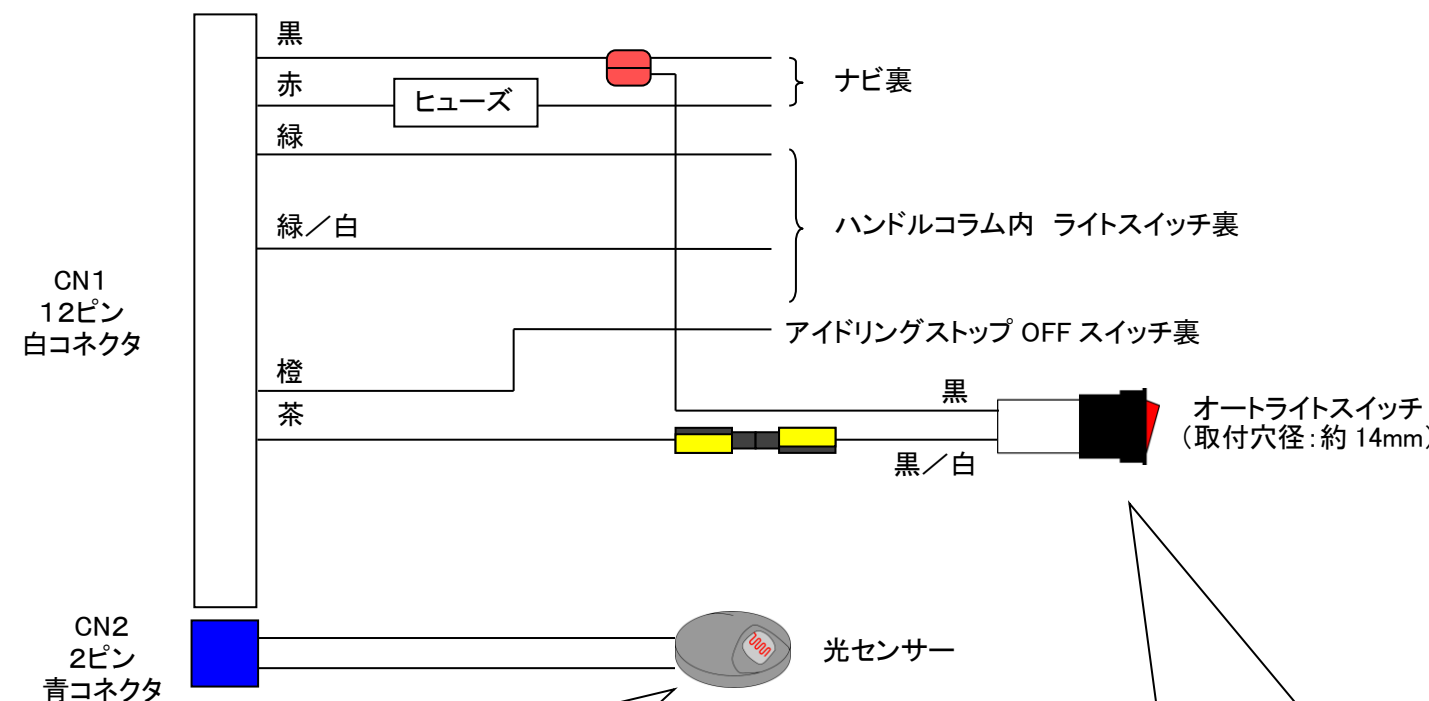 黒
赤
ヒューズ
ナビ裏
緑
緑／白
ハンドルコラム内　ライトスイッチ裏
CN1
１２ピン
白コネクタ
アイドリングストップ OFF スイッチ裏
橙
茶
黒
黒／白
オートライトスイッチ
（取付穴径：約 14mm）
CN2
２ピン
青コネクタ
光センサー